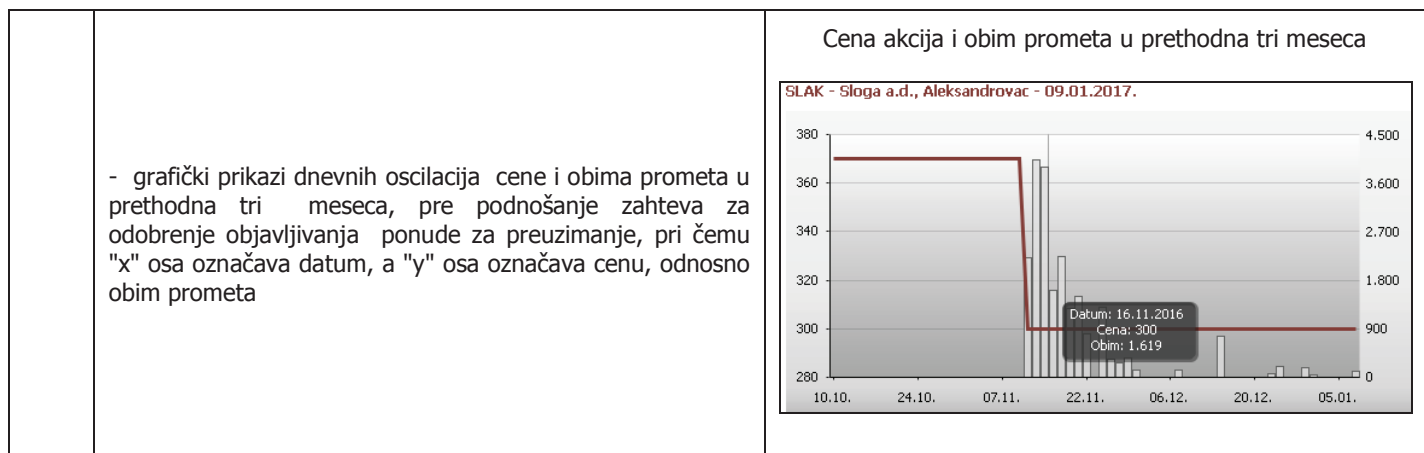 - grafički prikazi dnevnih oscilacija cene i obima prometu u
prethodna tri meseca, pre podnošanje zahteva za
odobrenje objavljivanja ponude za preuzimanje, pri čemu
"x" osa označava datum, a "y" osa označava cenu, odnosno
obim prometa
Cena akcija i obim prometa u prethodna tri meseca
SLAK - Sloga a.d., Aleksandrovac - 09.01.2017.
380
360
340
320
300
280
4.500
3.600
2.700
1.800
900
0
Datum: 16.11.2016
Cena: 300
Obim: 1.619
10.10. 24.10. 07.11. 22.11. 06.12. 20.12. 05.01.